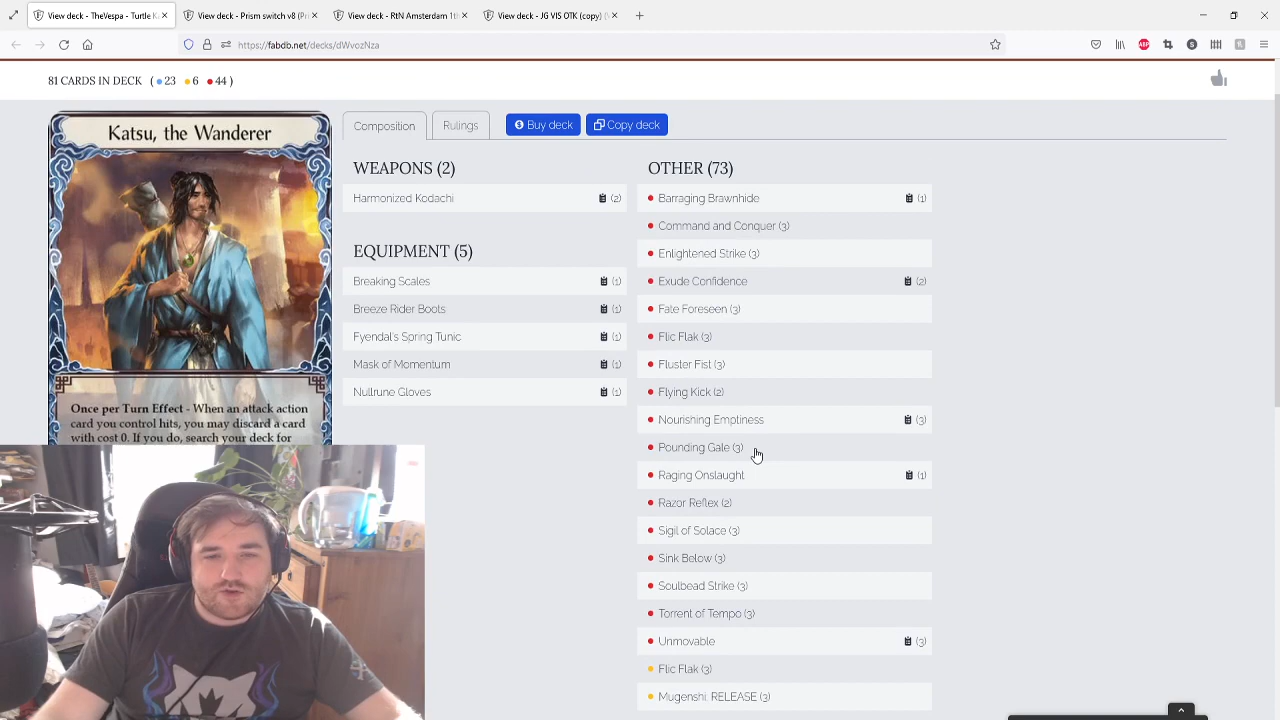 View deck - TheVespa - Turtle K
View deck - Prism switch v8 (Pr
View deck - RtN Amsterdam 1th
View deck - JG VIS OTK (copy) (
https://fabdb.net/decks/dWvozNza
ABP
S
81 CARDS IN DECK ( 23 6 44 )
Katsu, the Wanderer
Once per Turn Effect - When an attack action
card you control hits, you may discard a card
with cost 0. If you do, search your deck for
Composition
Rulings
Buy deck
Copy deck
WEAPONS (2)
Harmonized Kodachi (2)
EQUIPMENT (5)
Breaking Scales (1)
Breeze Rider Boots (1)
Fyendal's Spring Tunic (1)
Mask of Momentum (1)
Nullrune Gloves (1)
OTHER (73)
Barraging Brawnhide (1)
Command and Conquer (3)
Enlightened Strike (3)
Exude Confidence (2)
Fate Foreseen (3)
Flic Flak (3)
Fluster Fist (3)
Flying Kick (2)
Nourishing Emptiness (3)
Pounding Gale (3)
Raging Onslaught (1)
Razor Reflex (2)
Sigil of Solace (3)
Sink Below (3)
Soulbead Strike (3)
Torrent of Tempo (3)
Unmovable (3)
Flic Flak (3)
Mugenshi: RELEASE (3)